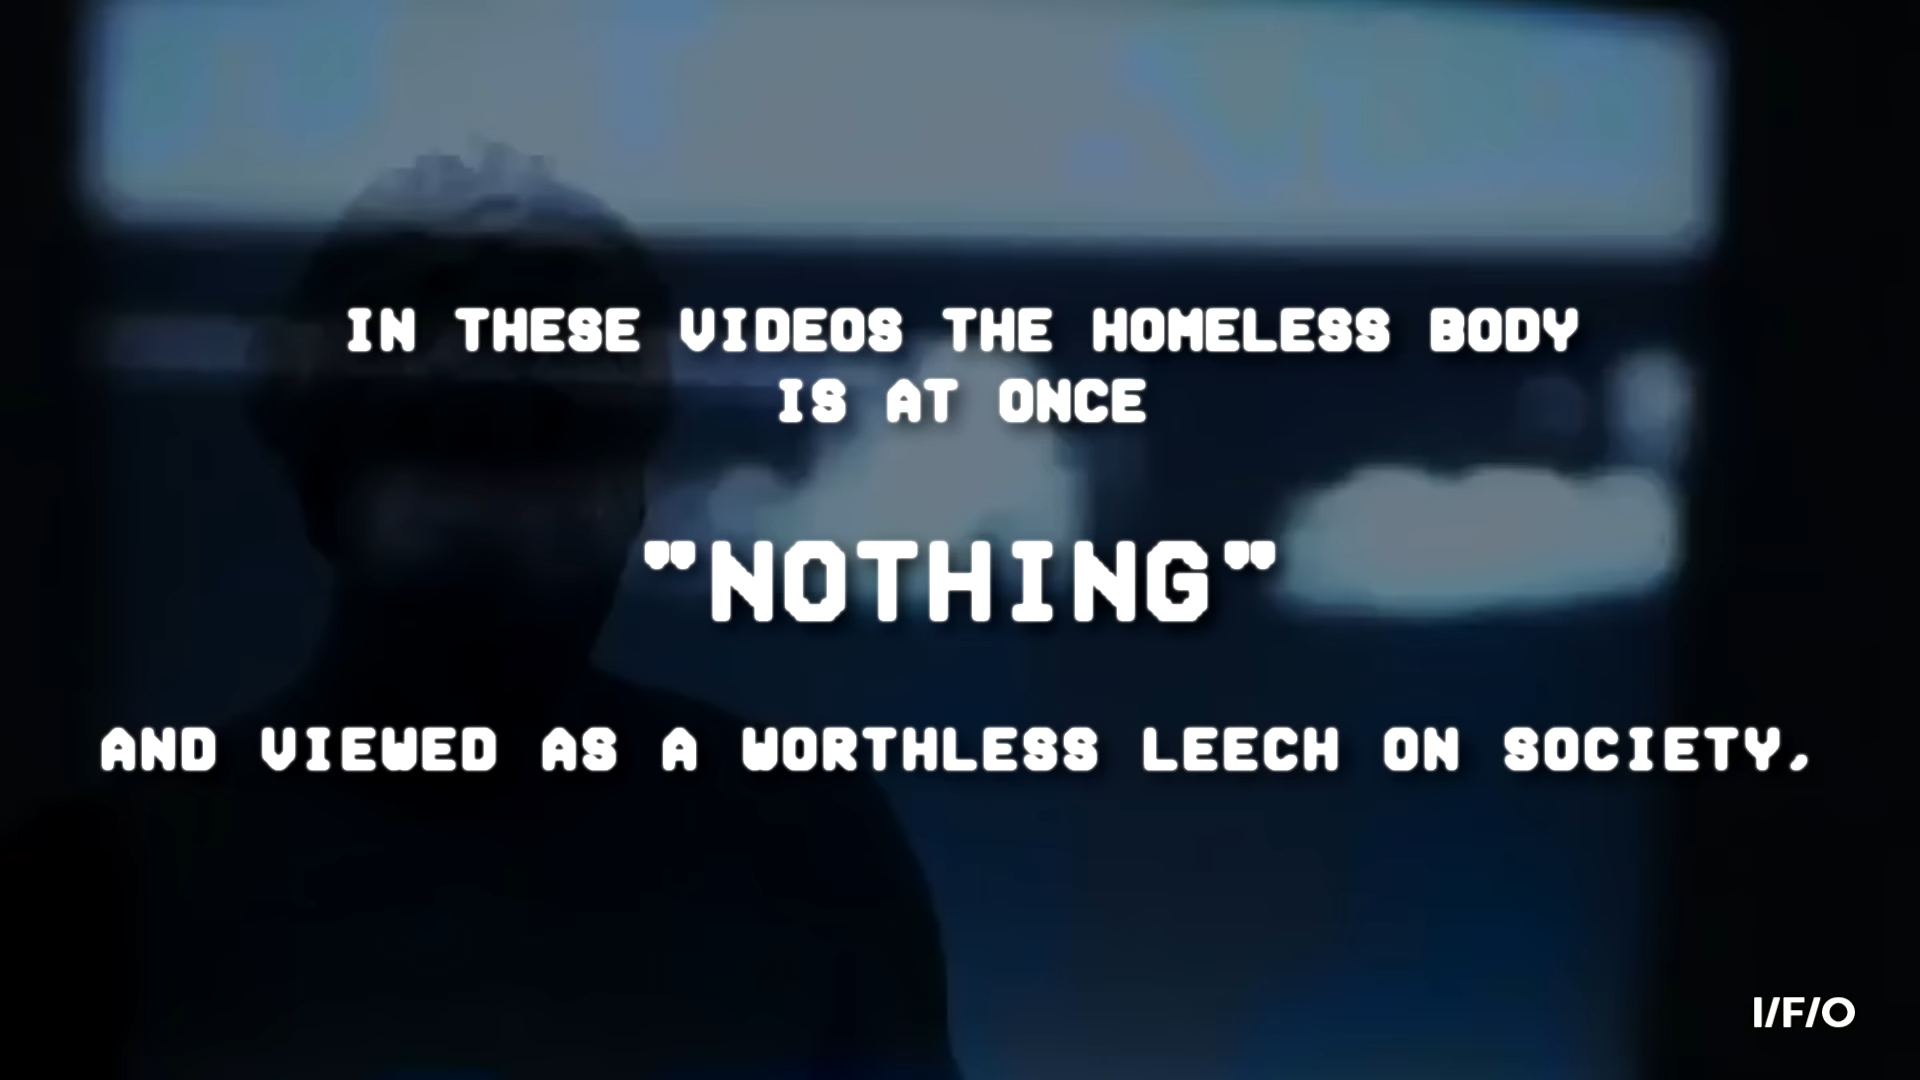 IN THESE VIDEOS THE HOMELESS BODY
IS AT ONCE
"NOTHING"
AND VIEWED AS A WORTHLESS LEECH ON SOCIETY,
I/F/O